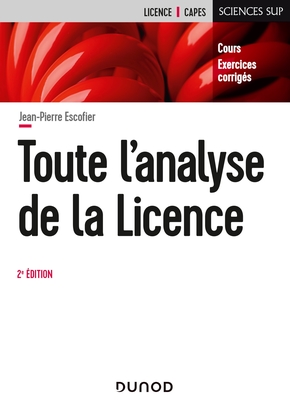 LICENCE | CAPES SCIENCES SUP
Cours
Exercices
corrigés
Jean-Pierre Escofier
Toute l'analyse
de la Licence
2e ÉDITION
DUNOD